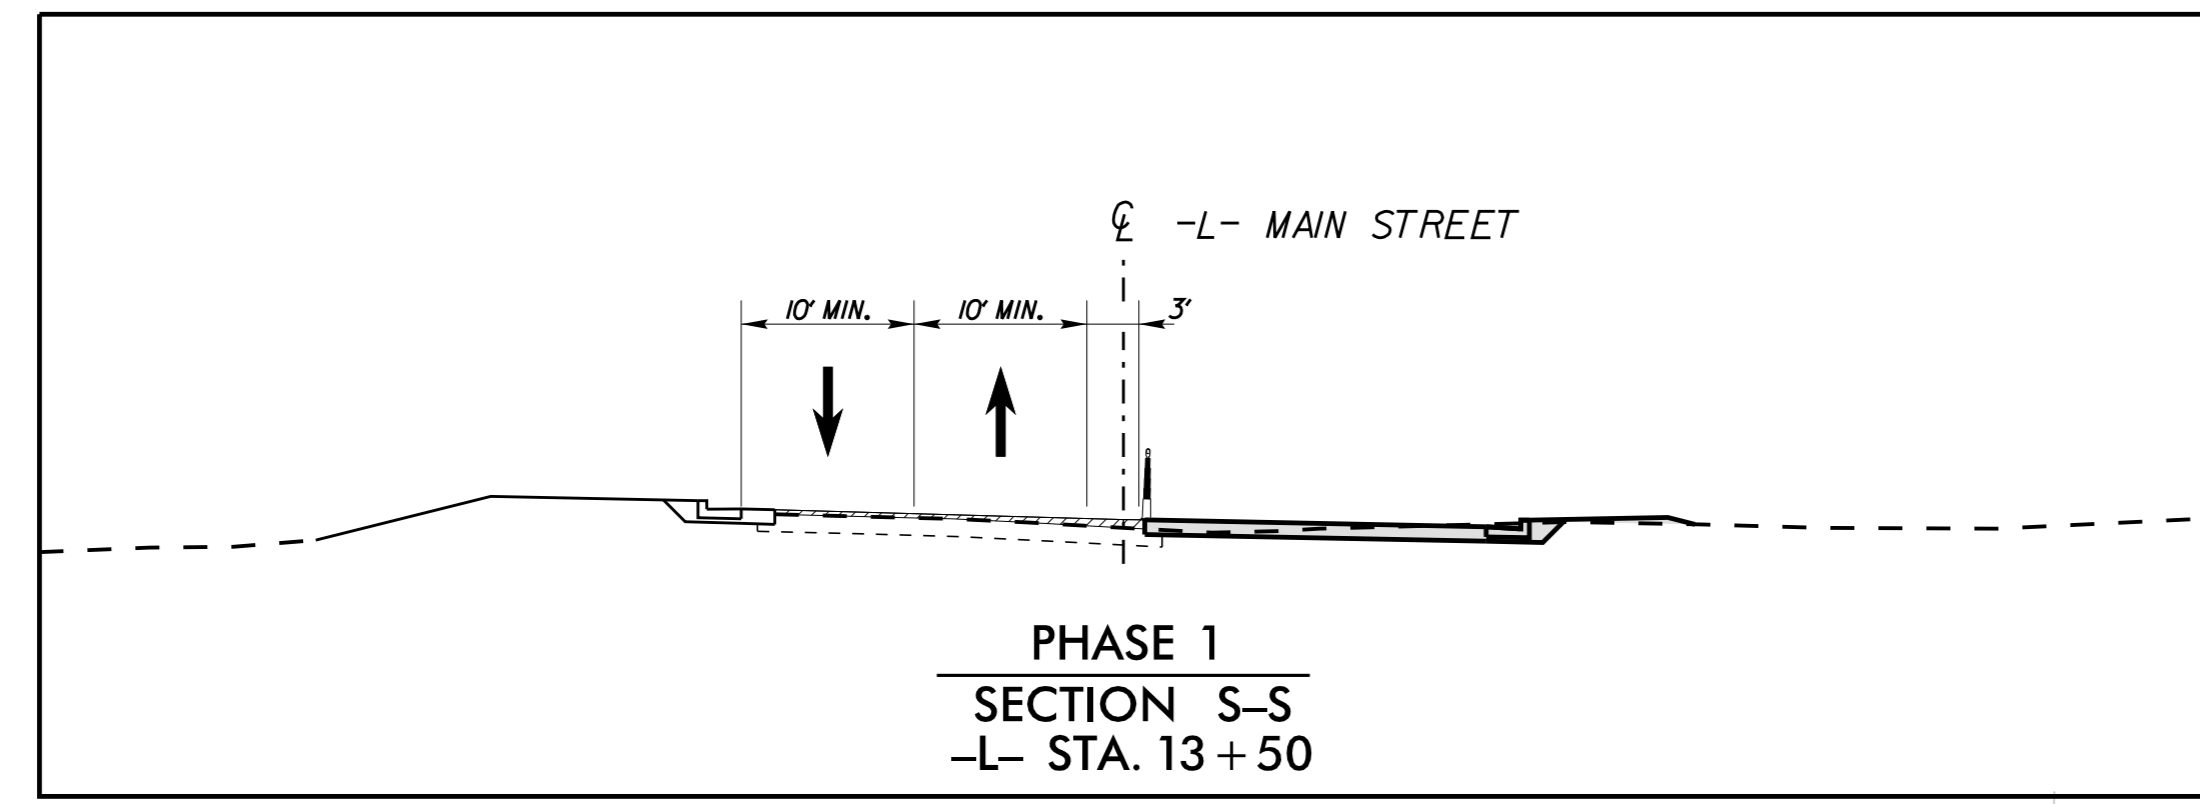 ℄ -L- MAIN STREET
10' MIN. 10' MIN. 3'
PHASE 1
SECTION S–S
–L– STA. 13+50